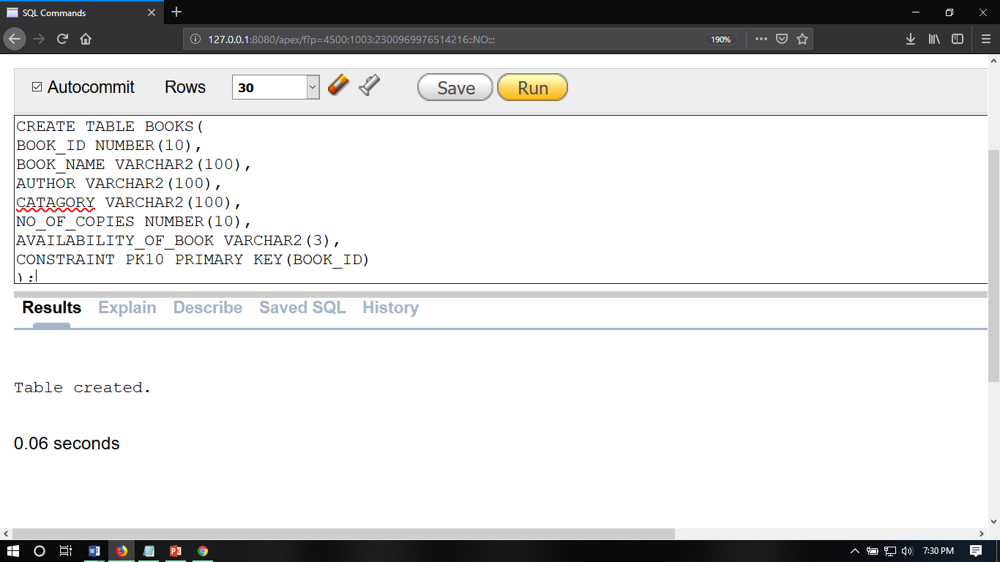 SQL Commands
127.0.0.1:8080/apex/f?p=4500:1003:2300969976514216::NO:::
190%
Autocommit Rows 30 Save Run
CREATE TABLE BOOKS(
BOOK_ID NUMBER(10),
BOOK_NAME VARCHAR2(100),
AUTHOR VARCHAR2(100),
CATAGORY VARCHAR2(100),
NO_OF_COPIES NUMBER(10),
AVAILABILITY_OF_BOOK VARCHAR2(3),
CONSTRAINT PK10 PRIMARY KEY(BOOK_ID)
);
Results Explain Describe Saved SQL History
Table created.
0.06 seconds
7:30 PM